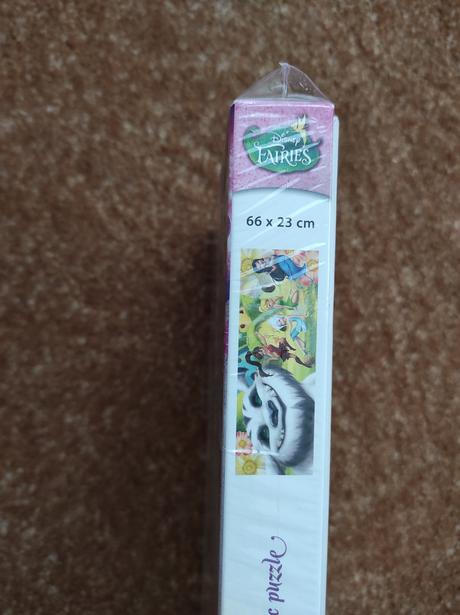 Disney
FAIRIES
66 x 23 cm
c puzzle